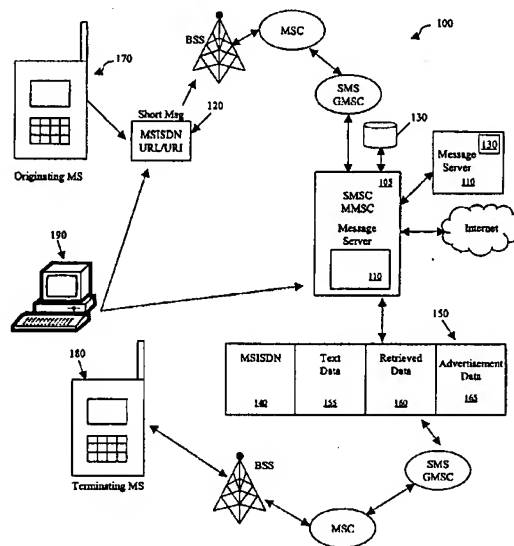 100
MSC
BSS
170
SMS
GMSC
Short Msg
120
MSISDN
URL/URI
130
Originating MS
Message
Server
130
110
105
SMSC
MMSC
Message
Server
110
Internet
190
150
180
MSISDN
140
Text
Data
155
Retrieved
Data
160
Advertisement
Data
165
BSS
SMS
GMSC
Terminating MS
MSC